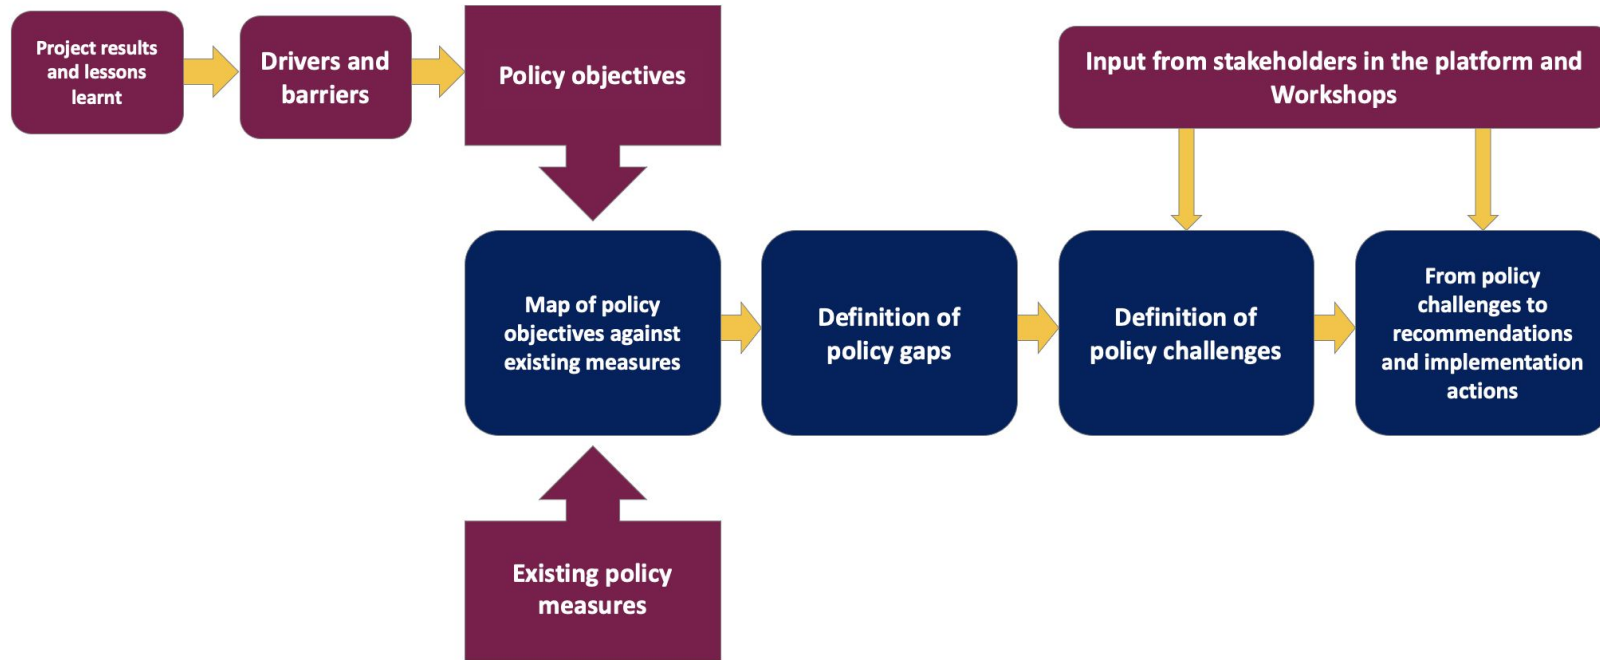 Project results
and lessons
learnt
Drivers and
barriers
Policy objectives
Input from stakeholders in the platform and
Workshops
Map of policy
objectives against
existing measures
Definition of
policy gaps
Definition of
policy challenges
From policy
challenges to
recommendations
and implementation
actions
Existing policy
measures